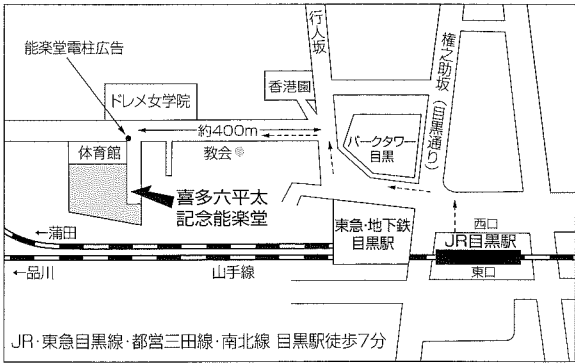 行人坂
権之助坂(目黒通り)
能楽堂電柱広告
ドレメ女学院
香港園
約400m
体育館
教会
パークタワー
目黒
喜多六平太
記念能楽堂
←蒲田
東急・地下鉄
目黒駅
西口
JR目黒駅
東口
←品川
山手線
JR・東急目黒線・都営三田線・南北線 目黒駅徒歩7分